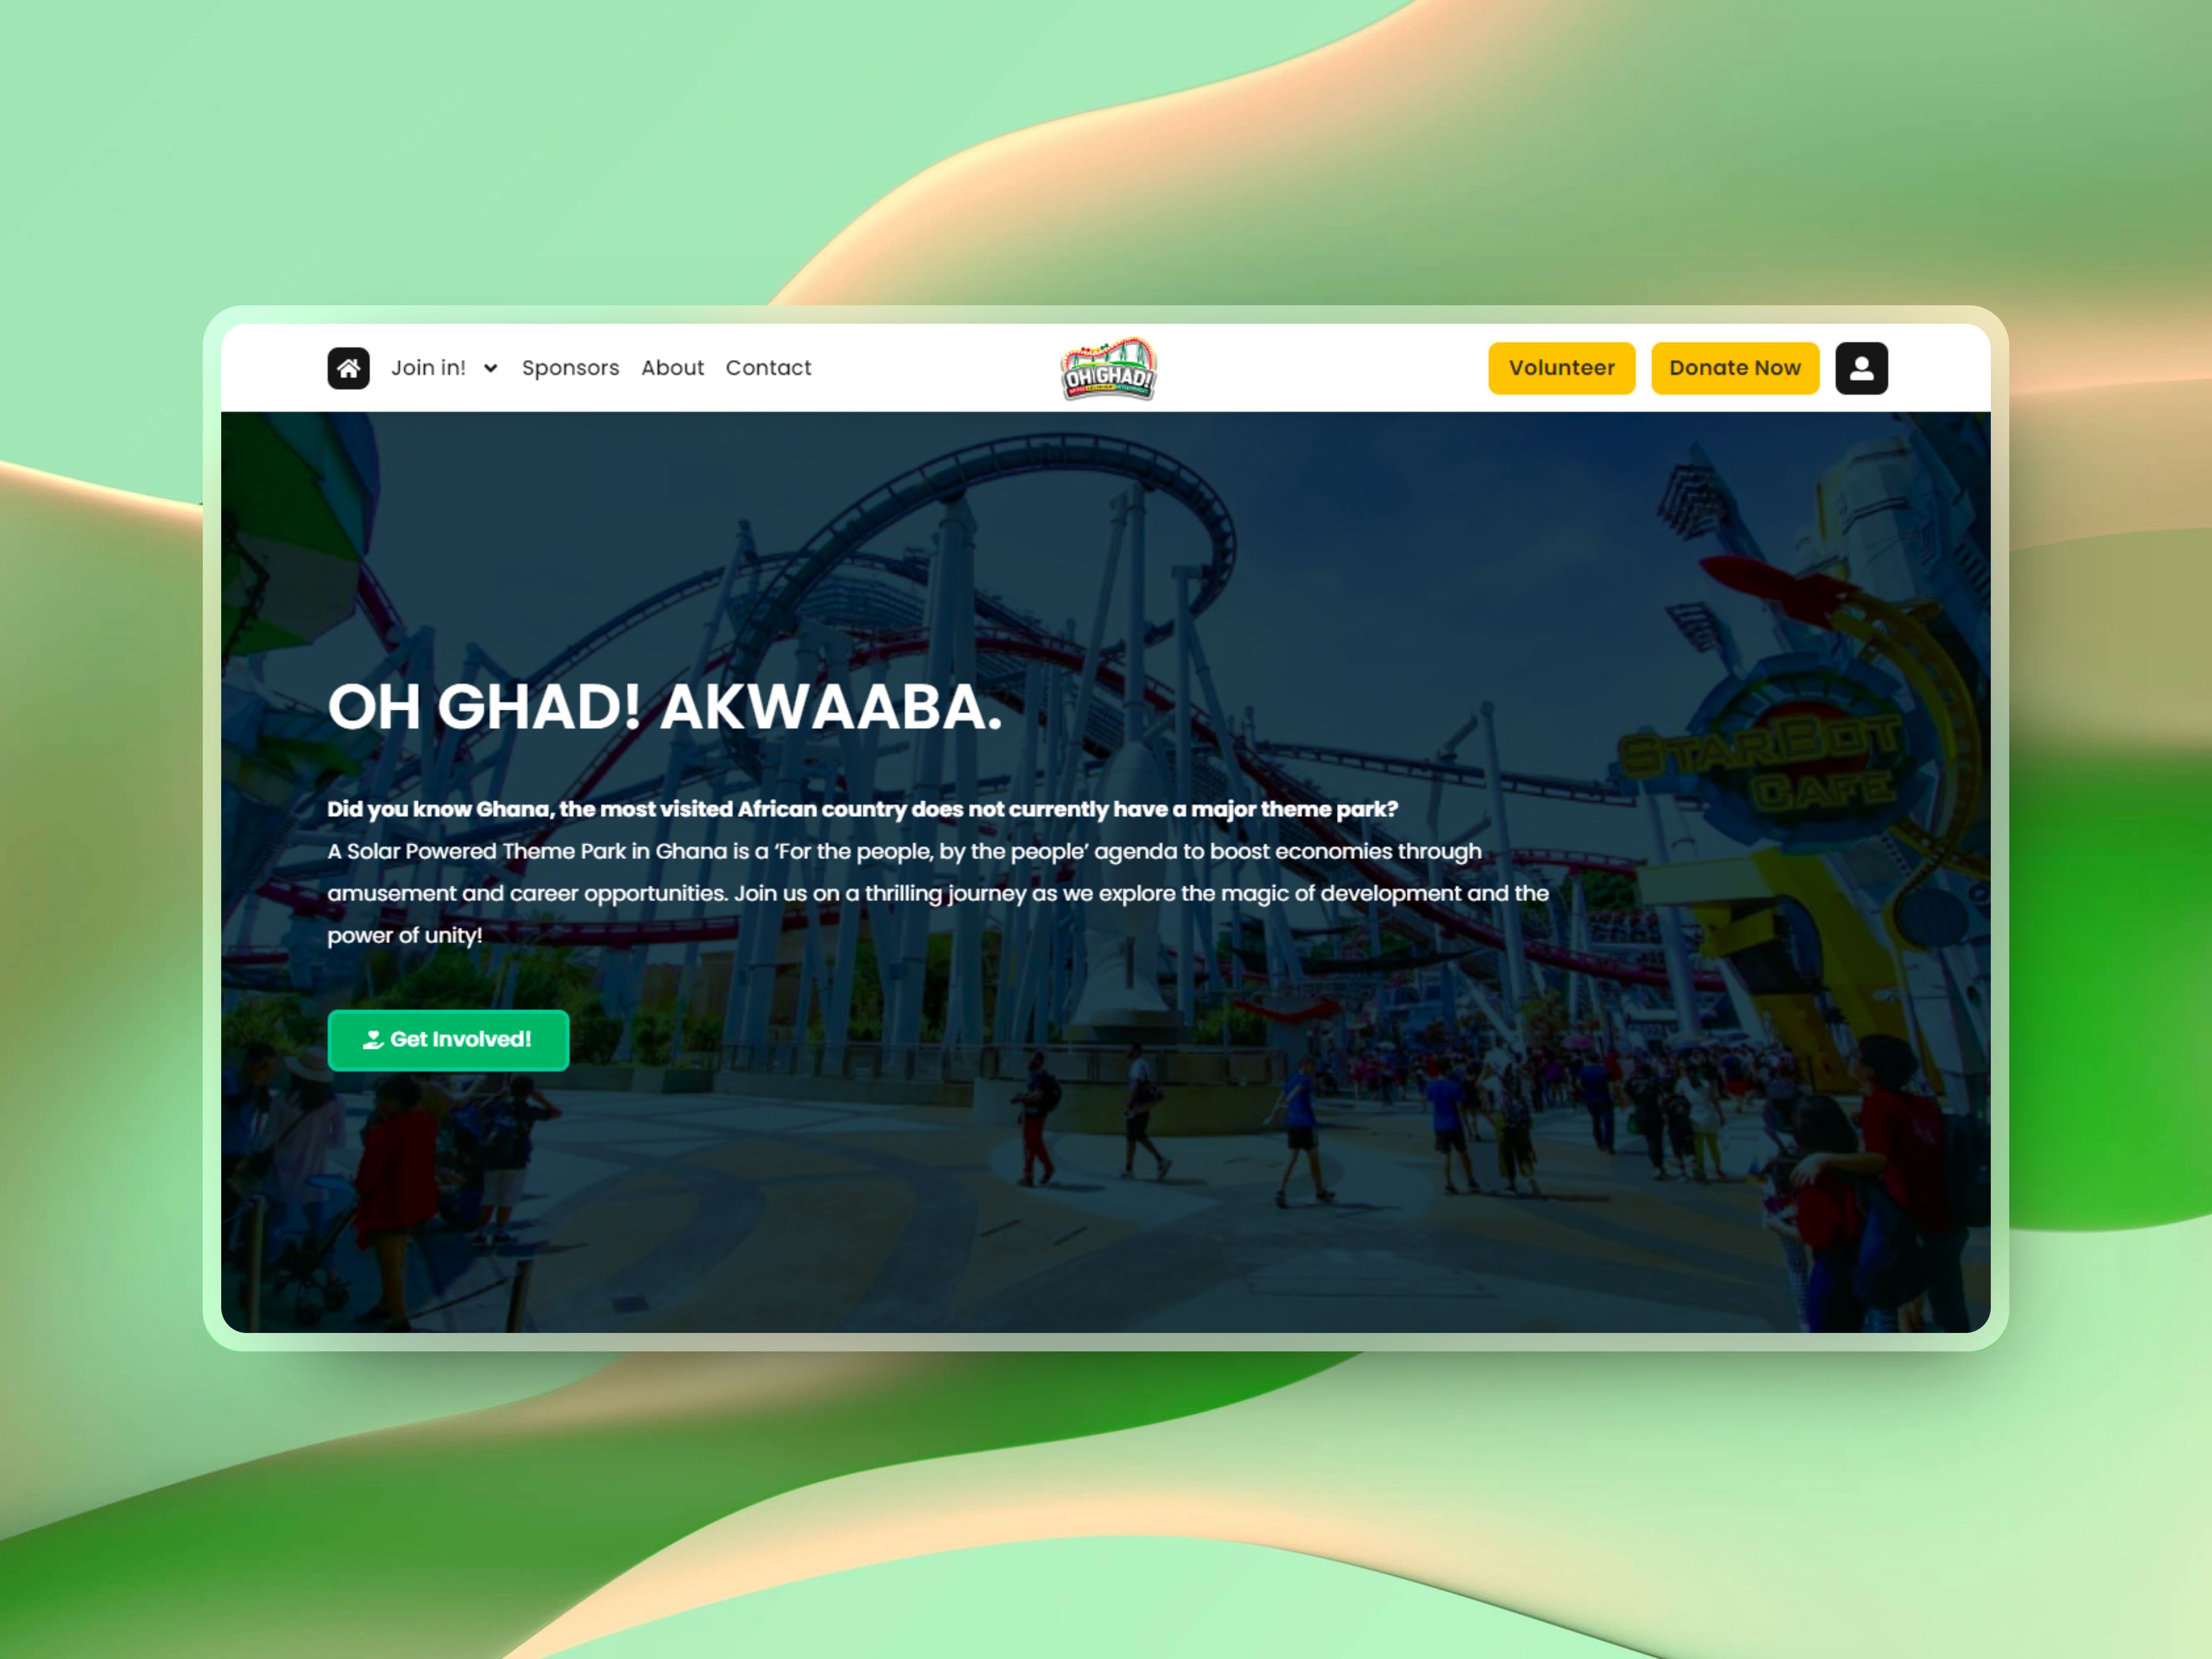 Join in! Sponsors About Contact
OH GHAD!
Volunteer Donate Now
OH GHAD! AKWAABA.
Did you know Ghana, the most visited African country does not currently have a major theme park?
A Solar Powered Theme Park in Ghana is a ‘For the people, by the people’ agenda to boost economies through
amusement and career opportunities. Join us on a thrilling journey as we explore the magic of development and the
power of unity!
Get Involved!
STARBOT
CAFE